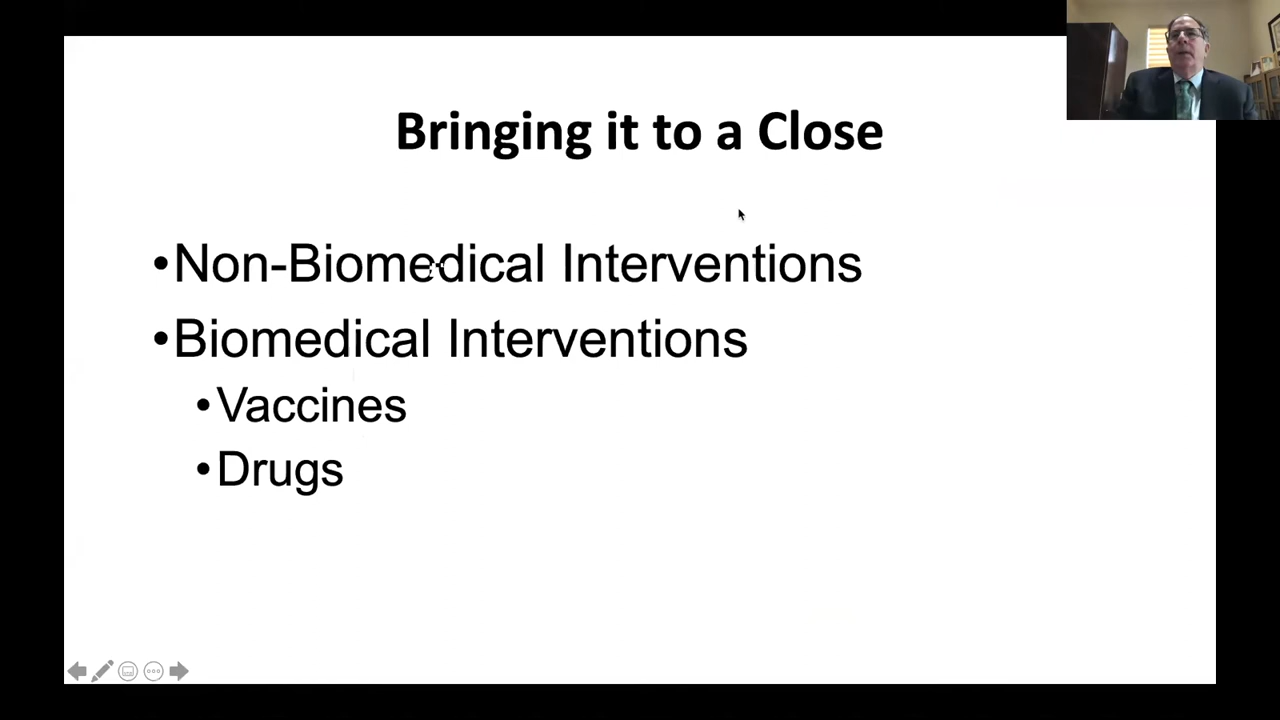 Bringing it to a Close
•Non-Biomedical Interventions
•Biomedical Interventions
•Vaccines
•Drugs